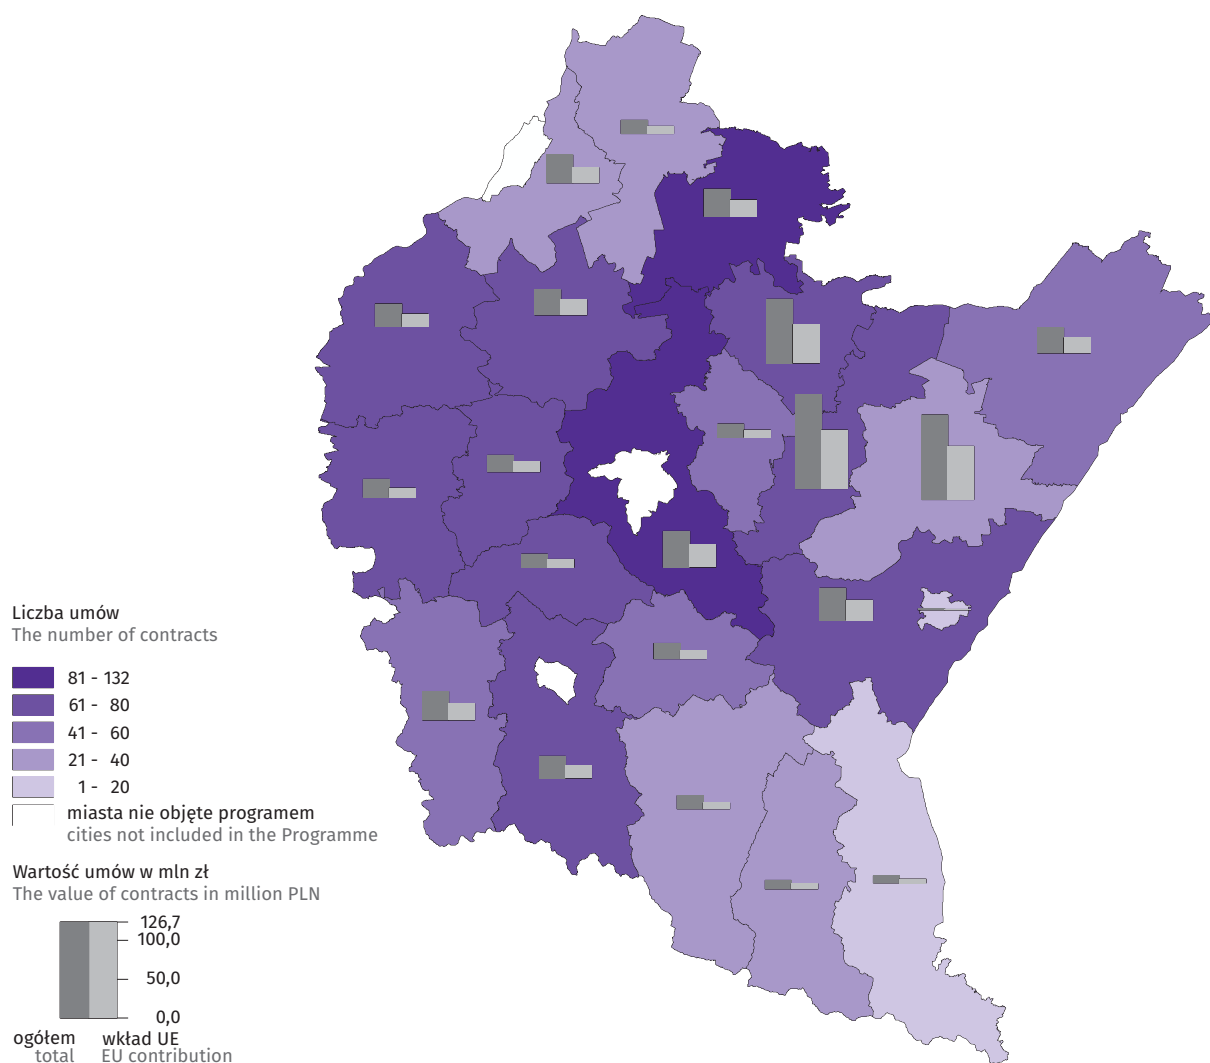 Liczba umów
The number of contracts
81 - 132
61 - 80
41 - 60
21 - 40
1 - 20
miasta nie objęte programem
cities not included in the Programme
Wartość umów w mln zł
The value of contracts in million PLN
126,7
100,0
50,0
0,0
ogółem wkład UE
total EU contribution